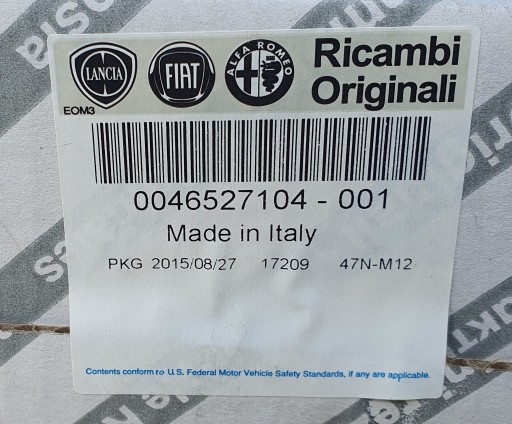 LANCIA FIAT ALFA ROMEO Ricambi
Originali
EOM3
0046527104 - 001
Made in Italy
PKG 2015/08/27 17209 47N-M12
Contents conform to U.S. Federal Motor Vehicle Safety Standards, if any are applicable.